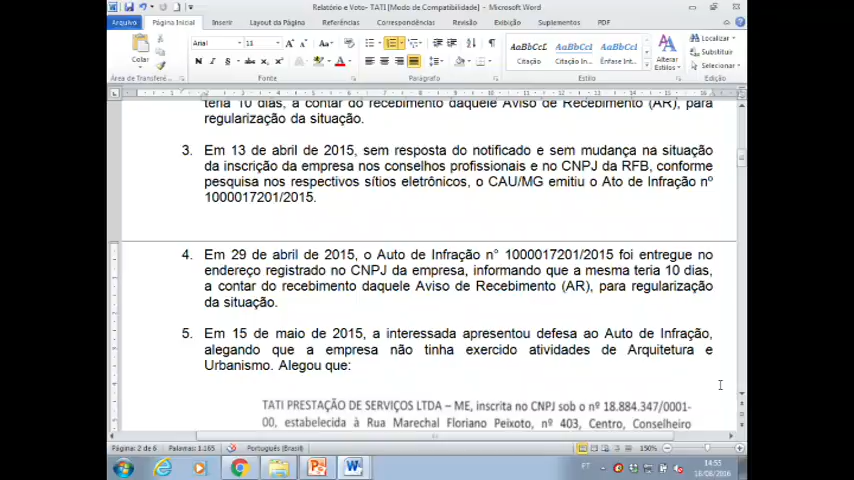 Relatório e Voto- TATI [Modo de Compatibilidade] - Microsoft Word
Arquivo Página Inicial Inserir Layout da Página Referências Correspondências Revisão Exibição Suplementos PDF
Arial 11 Localizar
Colar Substituir
Citação Citação In... Ênfase Int... Alterar Estilos Selecionar
Área de Transferê... Fonte Parágrafo Estilo Edição
teria 10 dias, a contar do recebimento daquele Aviso de Recebimento (AR), para
regularização da situação.
3. Em 13 de abril de 2015, sem resposta do notificado e sem mudança na situação
da inscrição da empresa nos conselhos profissionais e no CNPJ da RFB, conforme
pesquisa nos respectivos sítios eletrônicos, o CAU/MG emitiu o Ato de Infração nº
1000017201/2015.
4. Em 29 de abril de 2015, o Auto de Infração n° 1000017201/2015 foi entregue no
endereço registrado no CNPJ da empresa, informando que a mesma teria 10 dias,
a contar do recebimento daquele Aviso de Recebimento (AR), para regularização
da situação.
5. Em 15 de maio de 2015, a interessada apresentou defesa ao Auto de Infração,
alegando que a empresa não tinha exercido atividades de Arquitetura e
Urbanismo. Alegou que:
TATI PRESTAÇÃO DE SERVIÇOS LTDA – ME, inscrita no CNPJ sob o nº 18.884.347/0001-
00, estabelecida à Rua Marechal Floriano Peixoto, nº 403, Centro, Conselheiro
Página: 2 de 6 Palavras: 1.165 Português (Brasil) 150%
PT 14:53